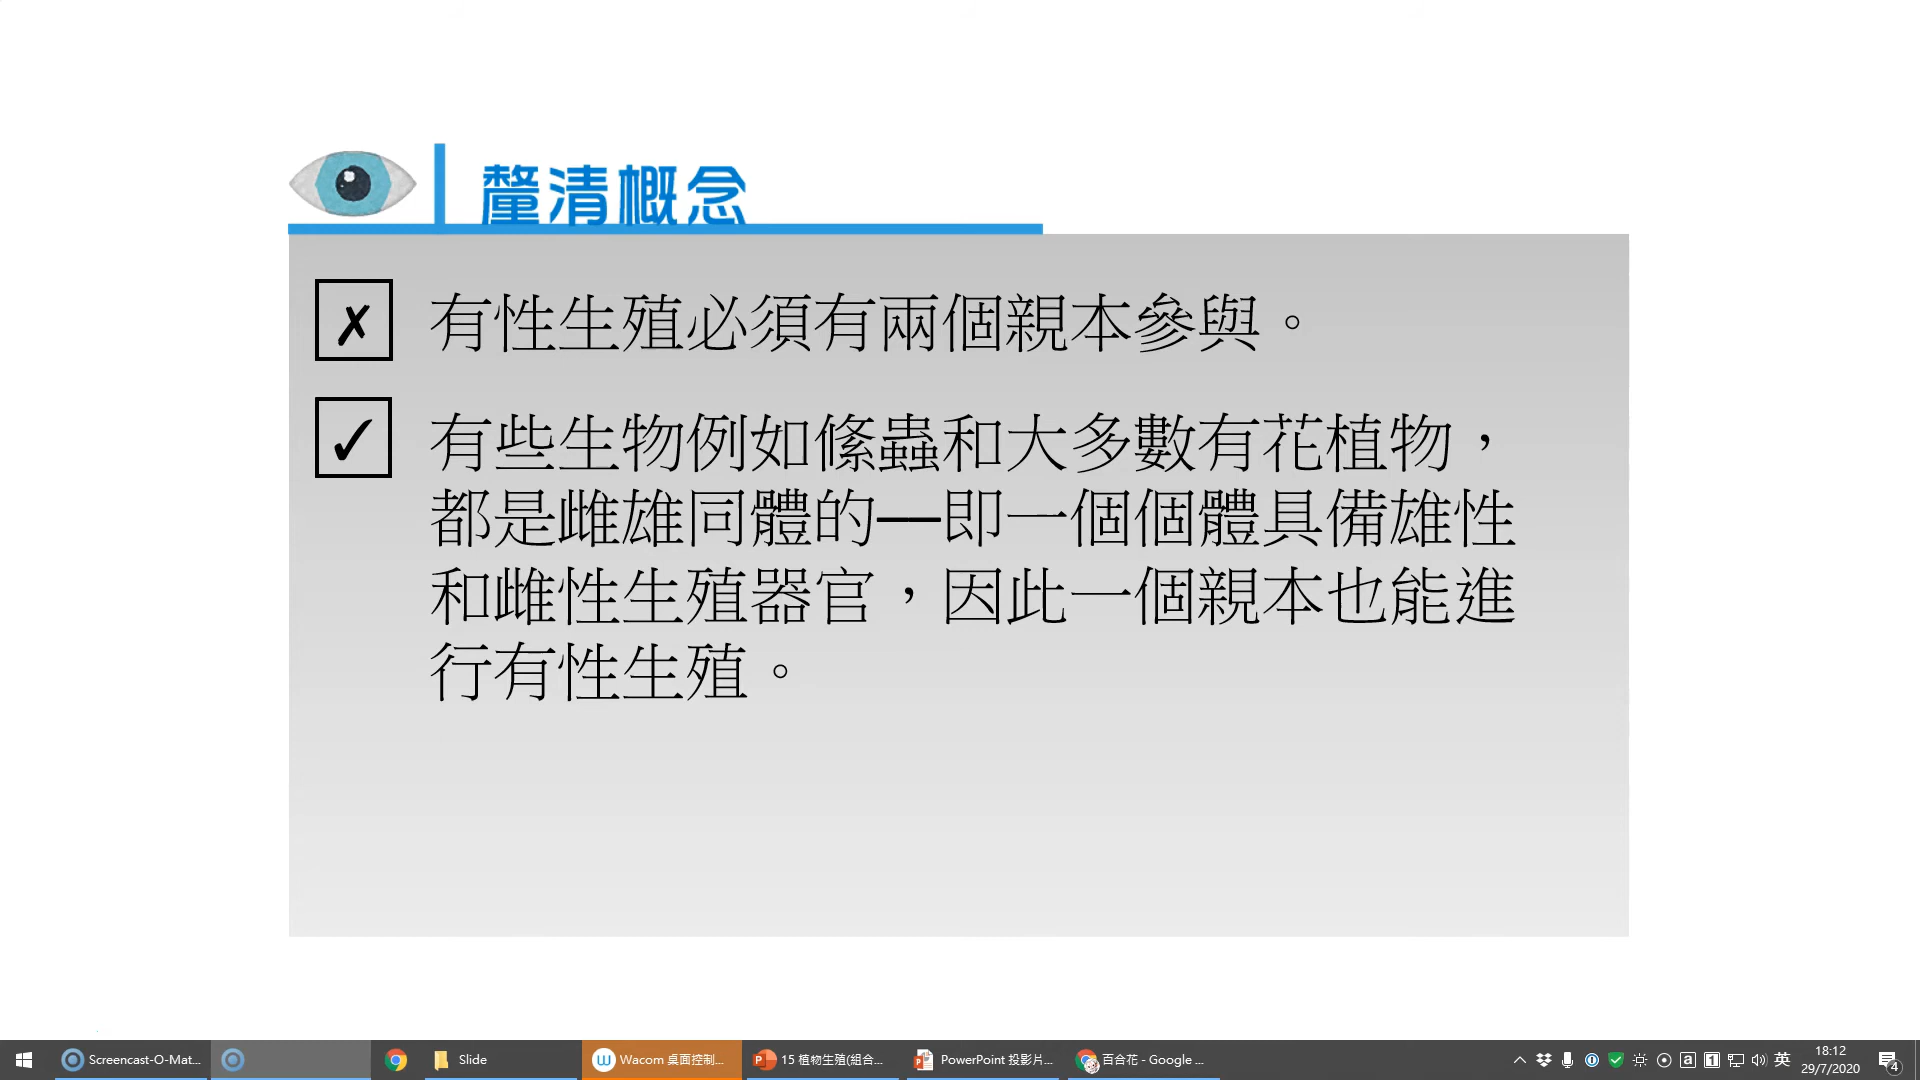 釐清概念
✗ 有性生殖必須有兩個親本參與。
✓ 有些生物例如絛蟲和大多數有花植物，
都是雌雄同體的──即一個個體具備雄性
和雌性生殖器官，因此一個親本也能進
行有性生殖。
Screencast-O-Mat... Slide Wacom 桌面控制... 15 植物生殖(組合... PowerPoint 投影片... 百合花 - Google ... 英 18:12
29/7/2020 4